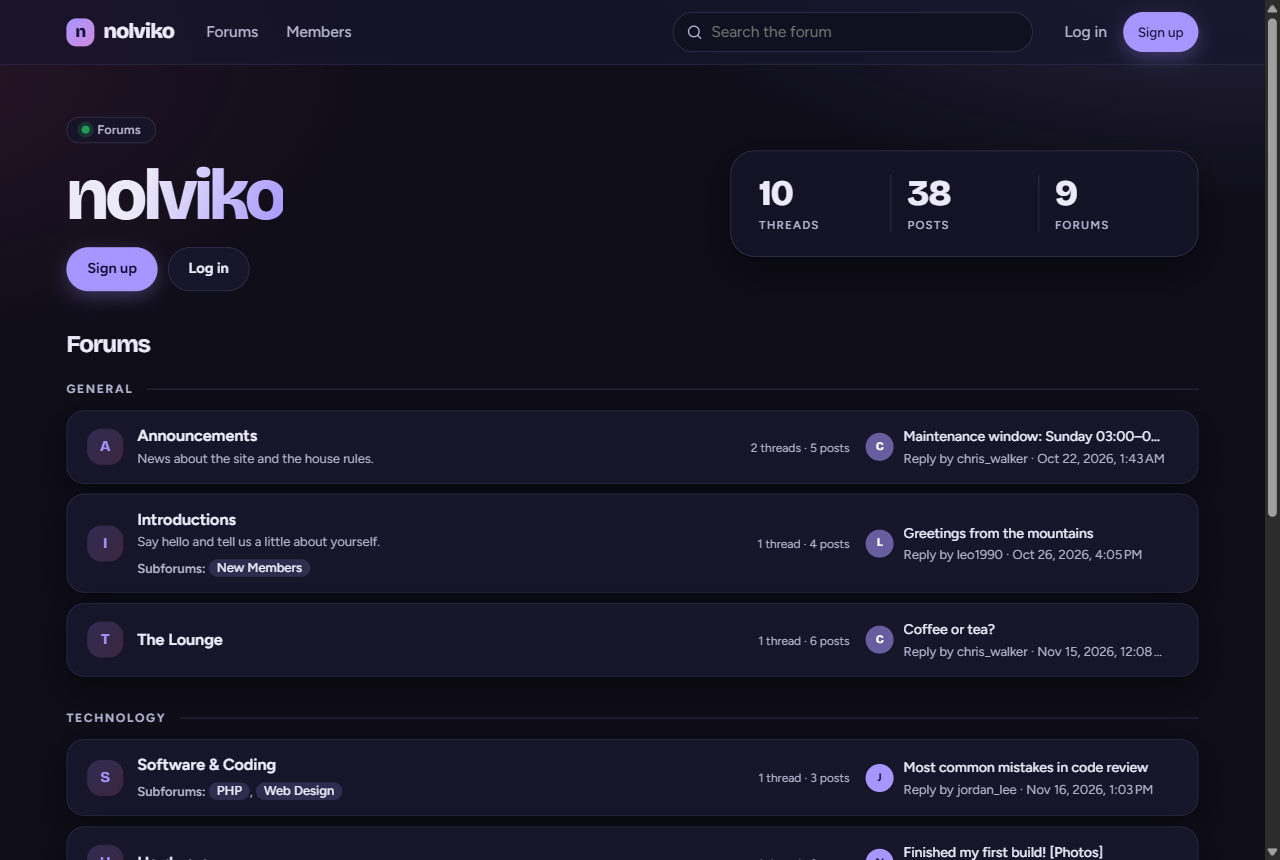 n nolviko Forums Members Search the forum Log in Sign up
Forums
nolviko
Sign up Log in
10 38 9
THREADS POSTS FORUMS
Forums
GENERAL
A Announcements
News about the site and the house rules.
2 threads · 5 posts
C Maintenance window: Sunday 03:00–0...
Reply by chris_walker · Oct 22, 2026, 1:43 AM
I Introductions
Say hello and tell us a little about yourself.
Subforums: New Members
1 thread · 4 posts
L Greetings from the mountains
Reply by leo1990 · Oct 26, 2026, 4:05 PM
T The Lounge
1 thread · 6 posts
C Coffee or tea?
Reply by chris_walker · Nov 15, 2026, 12:08 ...
TECHNOLOGY
S Software & Coding
Subforums: PHP , Web Design
1 thread · 3 posts
J Most common mistakes in code review
Reply by jordan_lee · Nov 16, 2026, 1:03 PM
Finished my first build! [Photos]